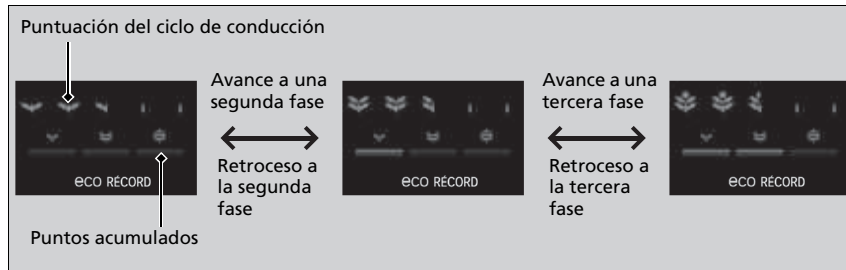 Puntuación del ciclo de conducción
Avance a una
segunda fase
Retroceso a
la segunda
fase
Avance a una
tercera fase
Retroceso a
la tercera
fase
eco RÉCORD
eco RÉCORD
eco RÉCORD
Puntos acumulados